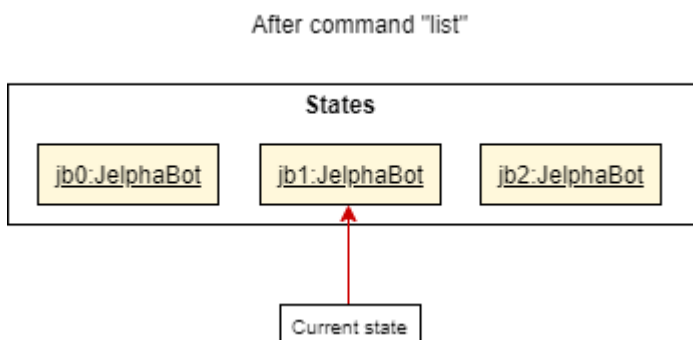 After command "list"
States
jb0:JelphaBot
jb1:JelphaBot
jb2:JelphaBot
Current state